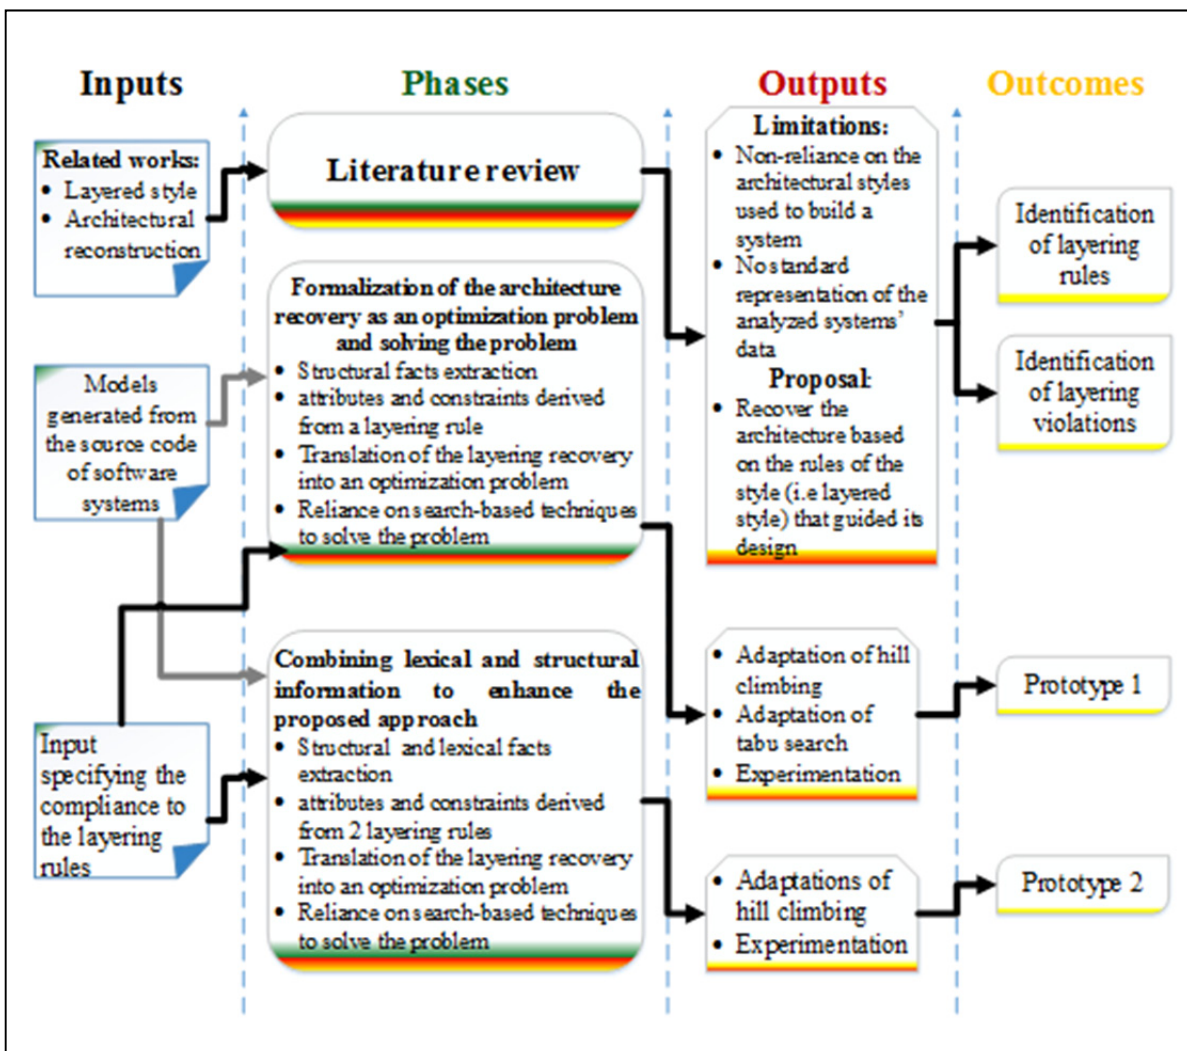 Inputs
Phases
Outputs
Outcomes
Related works:
• Layered style
• Architectural
reconstruction
Models
generated from
the source code
of software
systems
Input
specifying the
compliance to
the layering
rules
Literature review
Formalization of the architecture
recovery as an optimization problem
and solving the problem
• Structural facts extraction
• attributes and constraints derived
from a layering rule
• Translation of the layering recovery
into an optimization problem
• Reliance on search-based techniques
to solve the problem
Combining lexical and structural
information to enhance the
proposed approach
• Structural and lexical facts
extraction
• attributes and constraints derived
from 2 layering rules
• Translation of the layering recovery
into an optimization problem
• Reliance on search-based techniques
to solve the problem
Limitations:
• Non-reliance on the
architectural styles
used to build a
system
• No standard
representation of the
analyzed systems’
data
Proposal:
• Recover the
architecture based
on the rules of the
style (i.e layered
style) that guided its
design
• Adaptation of hill
climbing
• Adaptation of
tabu search
• Experimentation
• Adaptations of
hill climbing
• Experimentation
Identification
of layering
rules
Identification
of layering
violations
Prototype 1
Prototype 2